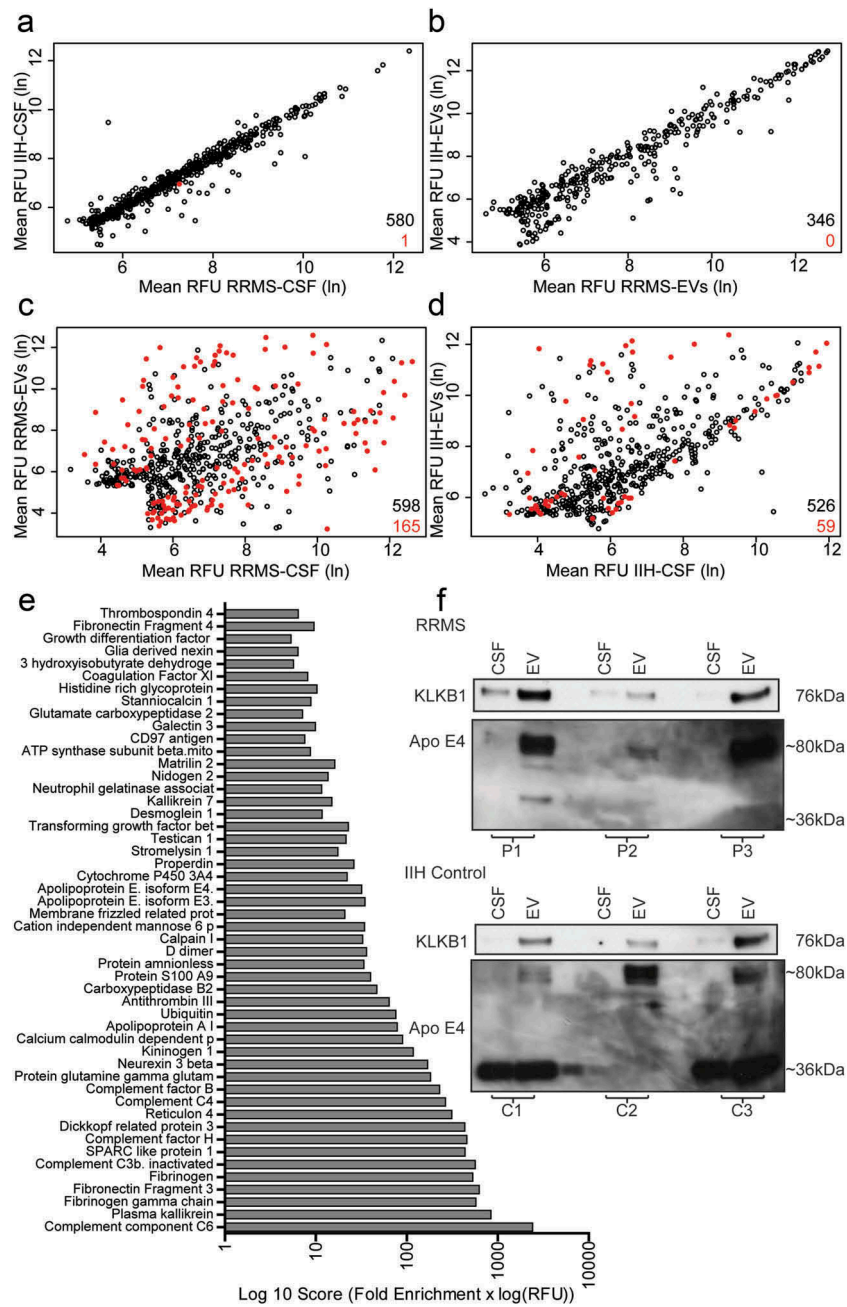 a
Mean RFU IIH-CSF (ln)
12
10
8
6
580
1
6
8
10
12
Mean RFU RRMS-CSF (ln)
b
Mean RFU IIH-EVs (ln)
12
10
8
6
4
346
0
6
8
10
12
Mean RFU RRMS-EVs (ln)
c
Mean RFU RRMS-EVs (ln)
12
10
8
6
4
598
165
4
6
8
10
12
Mean RFU RRMS-CSF (ln)
d
Mean RFU IIH-EVs (ln)
12
10
8
6
526
59
4
6
8
10
12
Mean RFU IIH-CSF (ln)
e
Thrombospondin 4
Fibronectin Fragment 4
Growth differentiation factor
Glia derived nexin
3 hydroxyisobutyrate dehydroge
Coagulation Factor XI
Histidine rich glycoprotein
Stanniocalcin 1
Glutamate carboxypeptidase 2
Galectin 3
CD97 antigen
ATP synthase subunit beta.mito
Matrilin 2
Nidogen 2
Neutrophil gelatinase associat
Kallikrein 7
Desmoglein 1
Transforming growth factor bet
Testican 1
Stromelysin 1
Properdin
Cytochrome P450 3A4
Apolipoprotein E. isoform E4.
Apolipoprotein E. isoform E3.
Membrane frizzled related prot
Cation independent mannose 6 p
Calpain I
D dimer
Protein amnionless
Protein S100 A9
Carboxypeptidase B2
Antithrombin III
Ubiquitin
Apolipoprotein A I
Calcium calmodulin dependent p
Kininogen 1
Neurexin 3 beta
Protein glutamine gamma glutam
Complement factor B
Complement C4
Reticulon 4
Dickkopf related protein 3
Complement factor H
SPARC like protein 1
Complement C3b. inactivated
Fibrinogen
Fibronectin Fragment 3
Fibrinogen gamma chain
Plasma kallikrein
Complement component C6
1
10
100
1000
10000
Log 10 Score (Fold Enrichment x log(RFU))
f
RRMS
CSF EV CSF EV CSF EV
KLKB1
76kDa
Apo E4
~80kDa
~36kDa
P1 P2 P3
IIH Control
CSF EV CSF EV CSF EV
KLKB1
76kDa
~80kDa
Apo E4
~36kDa
C1 C2 C3